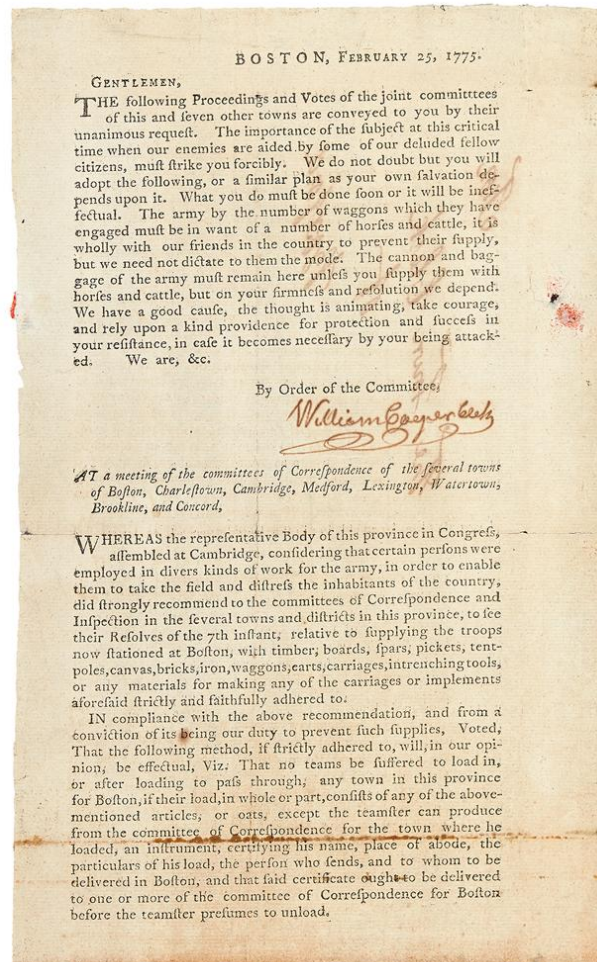 BOSTON, FEBRUARY 25, 1775.
GENTLEMEN,
THE following Proceedings and Votes of the joint committtees
of this and ſeven other towns are conveyed to you by their
unanimous requeſt. The importance of the ſubject at this critical
time when our enemies are aided by ſome of our deluded fellow
citizens, muſt ſtrike you forcibly. We do not doubt but you will
adopt the following, or a ſimilar plan as your own ſalvation de-
pends upon it. What you do muſt be done ſoon or it will be inef-
fectual. The army by the number of waggons which they have
engaged muſt be in want of a number of horſes and cattle, it is
wholly with our friends in the country to prevent their ſupply,
but we need not dictate to them the mode. The cannon and bag-
gage of the army muſt remain here unleſs you ſupply them with
horſes and cattle, but on your firmneſs and reſolution we depend.
We have a good cauſe, the thought is animating, take courage,
and rely upon a kind providence for protection and ſucceſs in
your reſiſtance, in caſe it becomes neceſſary by your being attack-
ed. We are, &c.
By Order of the Committee,
William Cooper Clerk
AT a meeting of the committees of Correſpondence of the ſeveral towns
of Boſton, Charleſtown, Cambridge, Medford, Lexington, Watertown,
Brookline, and Concord,
WHEREAS the repreſentative Body of this province in Congreſs,
aſſembled at Cambridge, conſidering that certain perſons were
employed in divers kinds of work for the army, in order to enable
them to take the field and diſtreſs the inhabitants of the country,
did ſtrongly recommend to the committees of Correſpondence and
Inſpection in the ſeveral towns and diſtricts in this province, to ſee
their Reſolves of the 7th inſtant, relative to ſupplying the troops
now ſtationed at Boſton, with timber, boards, ſpars, pickets, tent-
poles, canvas, bricks, iron, waggons, carts, carriages, intrenching tools,
or any materials for making any of the carriages or implements
aforeſaid ſtrictly and faithfully adhered to.
IN compliance with the above recommendation, and from a
conviction of its being our duty to prevent ſuch ſupplies, Voted,
That the following method, if ſtrictly adhered to, will, in our opi-
nion, be effectual, Viz. That no teams be ſuffered to load in,
or after loading to paſs through, any town in this province
for Boſton, if their load, in whole or part, conſiſts of any of the above-
mentioned articles, or oats, except the teamſter can produce
from the committee of Correſpondence for the town where he
loaded, an inſtrument, certifying his name, place of abode, the
particulars of his load, the perſon who ſends, and to whom to be
delivered in Boſton, and that ſaid certificate ought to be delivered
to one or more of the committee of Correſpondence for Boſton
before the teamſter preſumes to unload.